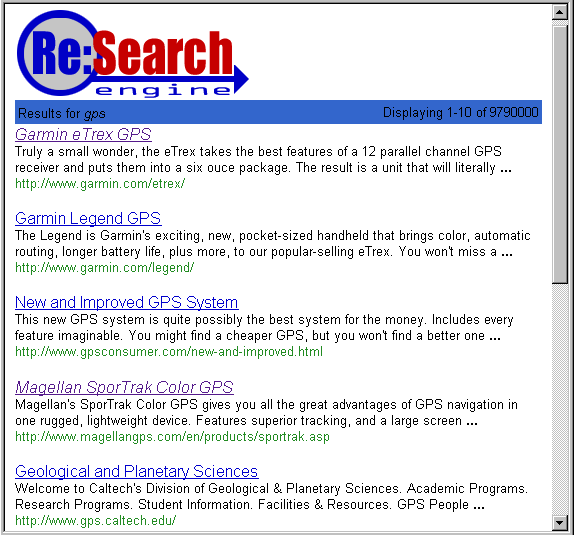 Re:Search
engine
Results for gps Displaying 1-10 of 9790000
Garmin eTrex GPS
Truly a small wonder, the eTrex takes the best features of a 12 parallel channel GPS
receiver and puts them into a six ouce package. The result is a unit that will literally ...
http://www.garmin.com/etrex/
Garmin Legend GPS
The Legend is Garmin's exciting, new, pocket-sized handheld that brings color, automatic
routing, longer battery life, plus more, to our popular-selling eTrex. You won't miss a ...
http://www.garmin.com/legend/
New and Improved GPS System
This new GPS system is quite possibly the best system for the money. Includes every
feature imaginable. You might find a cheaper GPS, but you won't find a better one ...
http://www.gpsconsumer.com/new-and-improved.html
Magellan SporTrak Color GPS
Magellan's SporTrak Color GPS gives you all the great advantages of GPS navigation in
one rugged, lightweight device. Features superior tracking, and a large screen ...
http://www.magellangps.com/en/products/sportrak.asp
Geological and Planetary Sciences
Welcome to Caltech's Division of Geological & Planetary Sciences. Academic Programs.
Research Programs. Student Information. Facilities & Resources. GPS People ...
http://www.gps.caltech.edu/